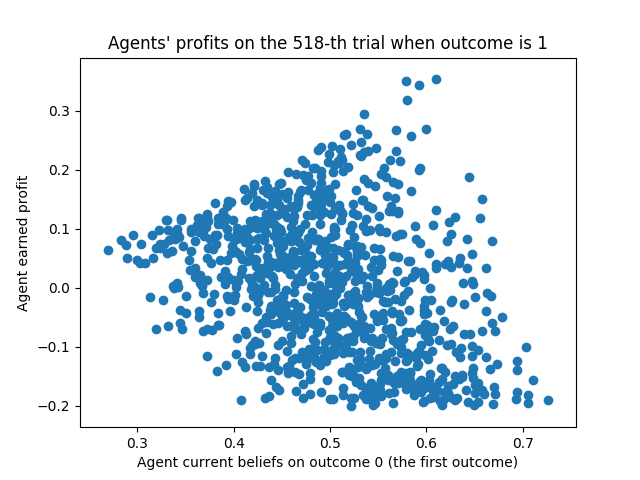 Agents' profits on the 518-th trial when outcome is 1
Agent earned profit
0.3
0.2
0.1
0.0
−0.1
−0.2
0.3 0.4 0.5 0.6 0.7
Agent current beliefs on outcome 0 (the first outcome)